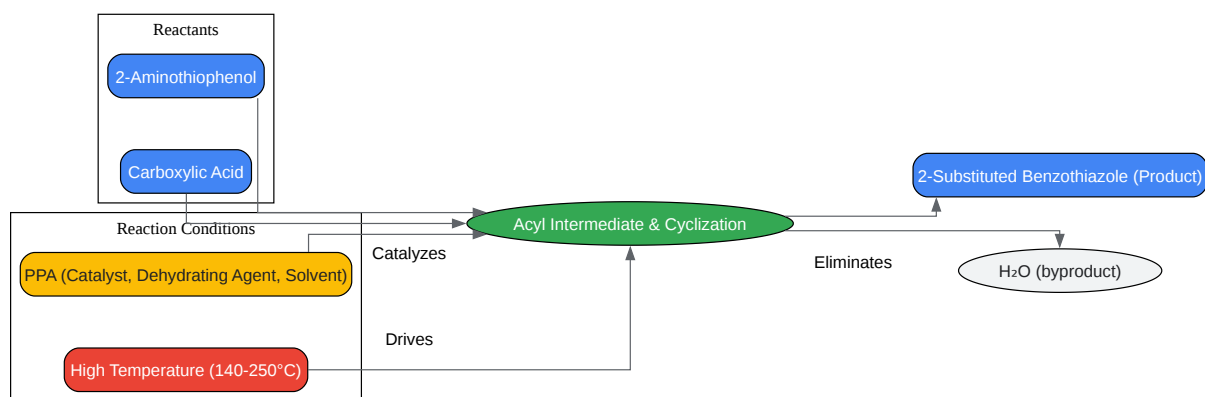 Reactants
2-Aminothiophenol
Carboxylic Acid
Reaction Conditions
PPA (Catalyst, Dehydrating Agent, Solvent)
High Temperature (140-250°C)
Catalyzes
Drives
Acyl Intermediate & Cyclization
Eliminates
2-Substituted Benzothiazole (Product)
H₂O (byproduct)